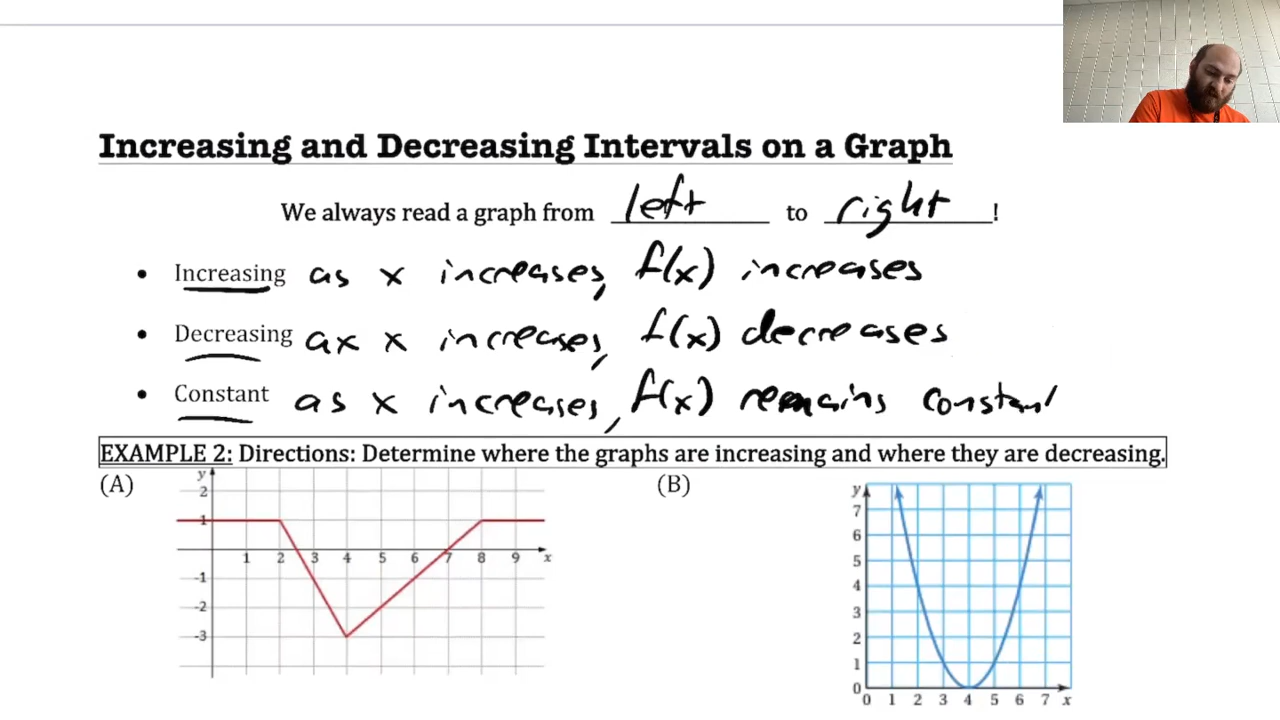 Increasing and Decreasing Intervals on a Graph
We always read a graph from left to right!
• Increasing as x increases, f(x) increases
• Decreasing ax x increases, f(x) decreases
• Constant as x increases, f(x) remains constant
EXAMPLE 2: Directions: Determine where the graphs are increasing and where they are decreasing.
(A)
y
2
1
1 2 3 4 5 6 7 8 9 x
-1
-2
-3
(B)
y
7
6
5
4
3
2
1
0
0 1 2 3 4 5 6 7 x